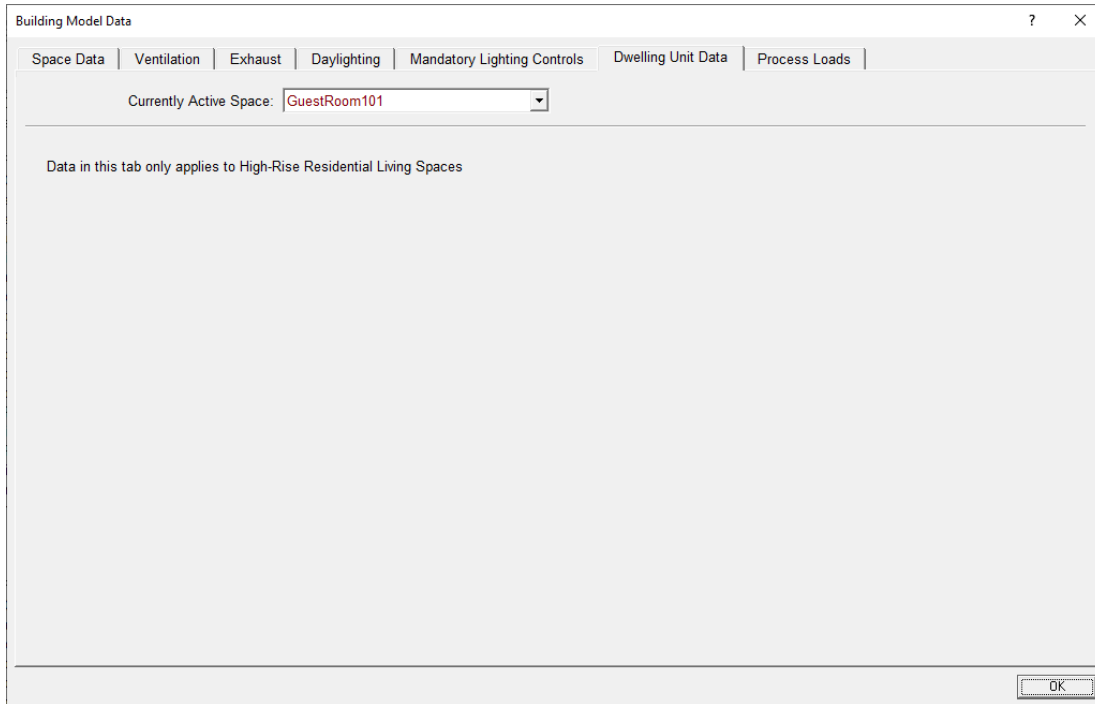 Building Model Data ?
Space Data Ventilation Exhaust Daylighting Mandatory Lighting Controls Dwelling Unit Data Process Loads
Currently Active Space: GuestRoom101
Data in this tab only applies to High-Rise Residential Living Spaces
OK